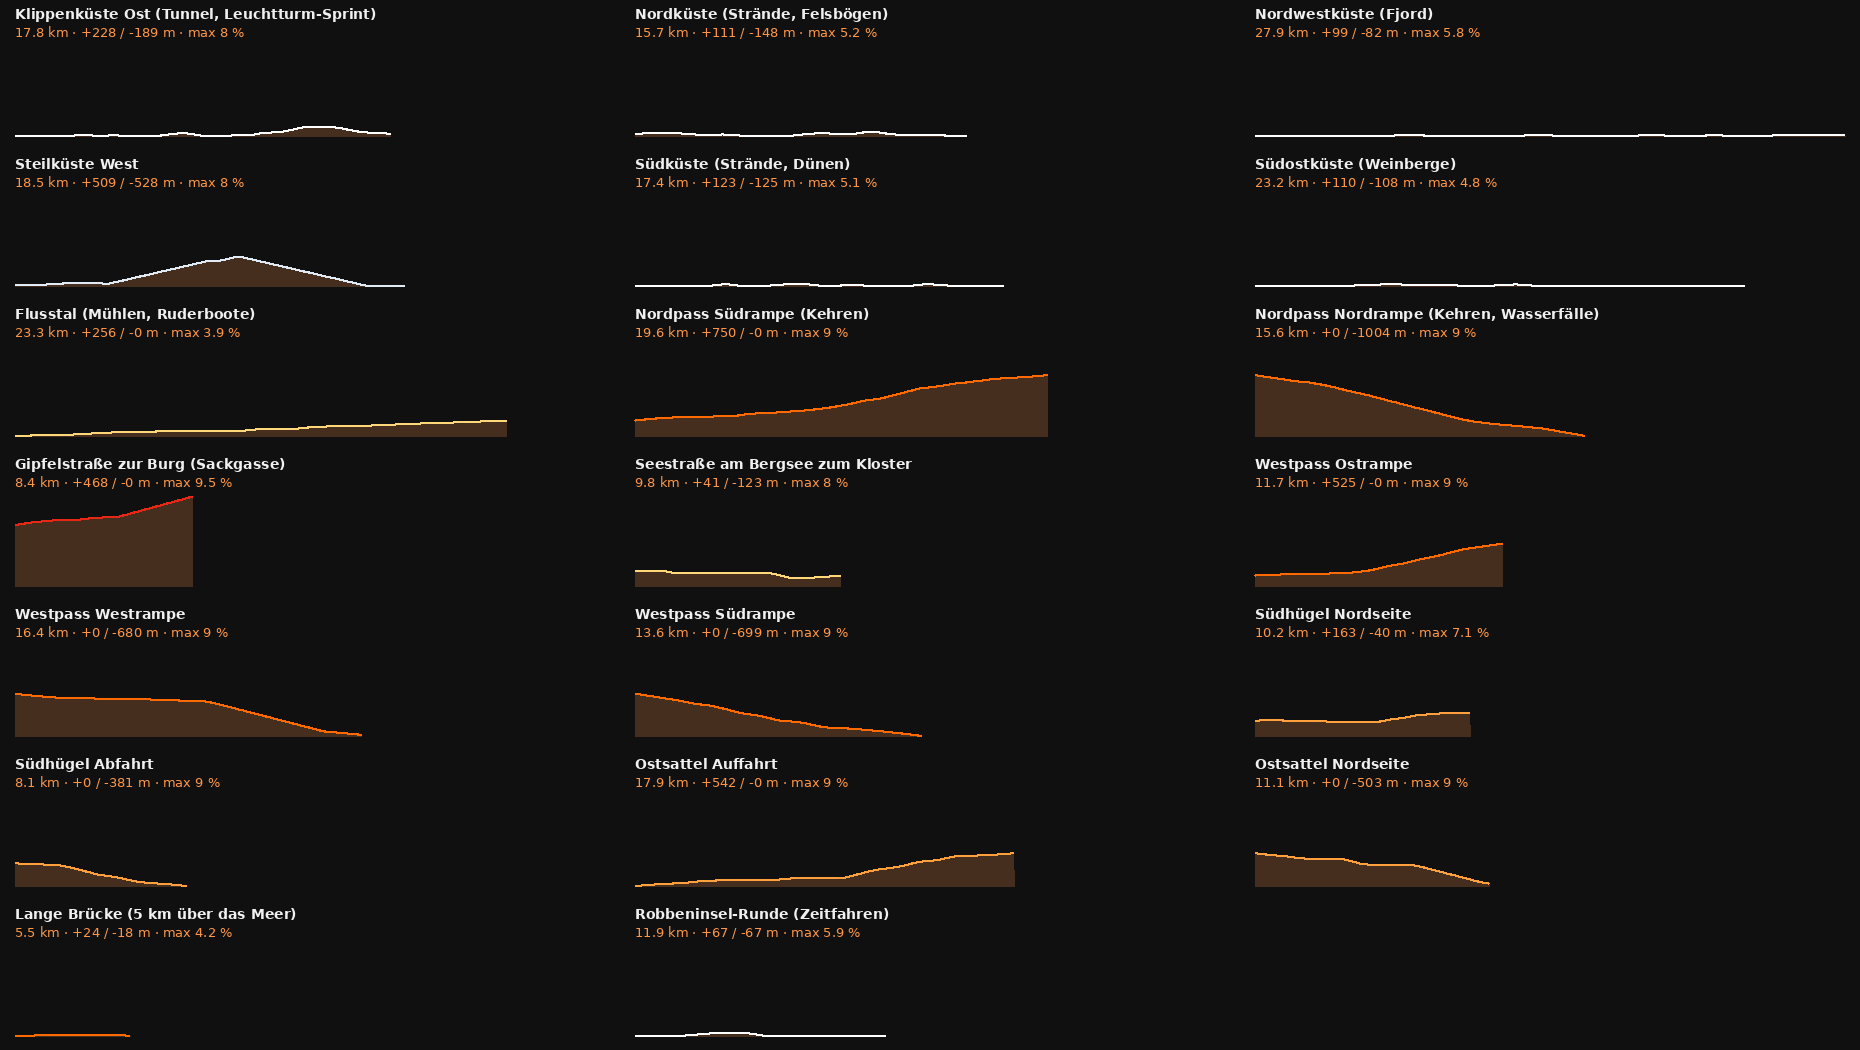 Klippenküste Ost (Tunnel, Leuchtturm-Sprint)
17.8 km · +228 / -189 m · max 8 %
Nordküste (Strände, Felsbögen)
15.7 km · +111 / -148 m · max 5.2 %
Nordwestküste (Fjord)
27.9 km · +99 / -82 m · max 5.8 %
Steilküste West
18.5 km · +509 / -528 m · max 8 %
Südküste (Strände, Dünen)
17.4 km · +123 / -125 m · max 5.1 %
Südostküste (Weinberge)
23.2 km · +110 / -108 m · max 4.8 %
Flusstal (Mühlen, Ruderboote)
23.3 km · +256 / -0 m · max 3.9 %
Nordpass Südrampe (Kehren)
19.6 km · +750 / -0 m · max 9 %
Nordpass Nordrampe (Kehren, Wasserfälle)
15.6 km · +0 / -1004 m · max 9 %
Gipfelstraße zur Burg (Sackgasse)
8.4 km · +468 / -0 m · max 9.5 %
Seestraße am Bergsee zum Kloster
9.8 km · +41 / -123 m · max 8 %
Westpass Ostrampe
11.7 km · +525 / -0 m · max 9 %
Westpass Westrampe
16.4 km · +0 / -680 m · max 9 %
Westpass Südrampe
13.6 km · +0 / -699 m · max 9 %
Südhügel Nordseite
10.2 km · +163 / -40 m · max 7.1 %
Südhügel Abfahrt
8.1 km · +0 / -381 m · max 9 %
Ostsattel Auffahrt
17.9 km · +542 / -0 m · max 9 %
Ostsattel Nordseite
11.1 km · +0 / -503 m · max 9 %
Lange Brücke (5 km über das Meer)
5.5 km · +24 / -18 m · max 4.2 %
Robbeninsel-Runde (Zeitfahren)
11.9 km · +67 / -67 m · max 5.9 %